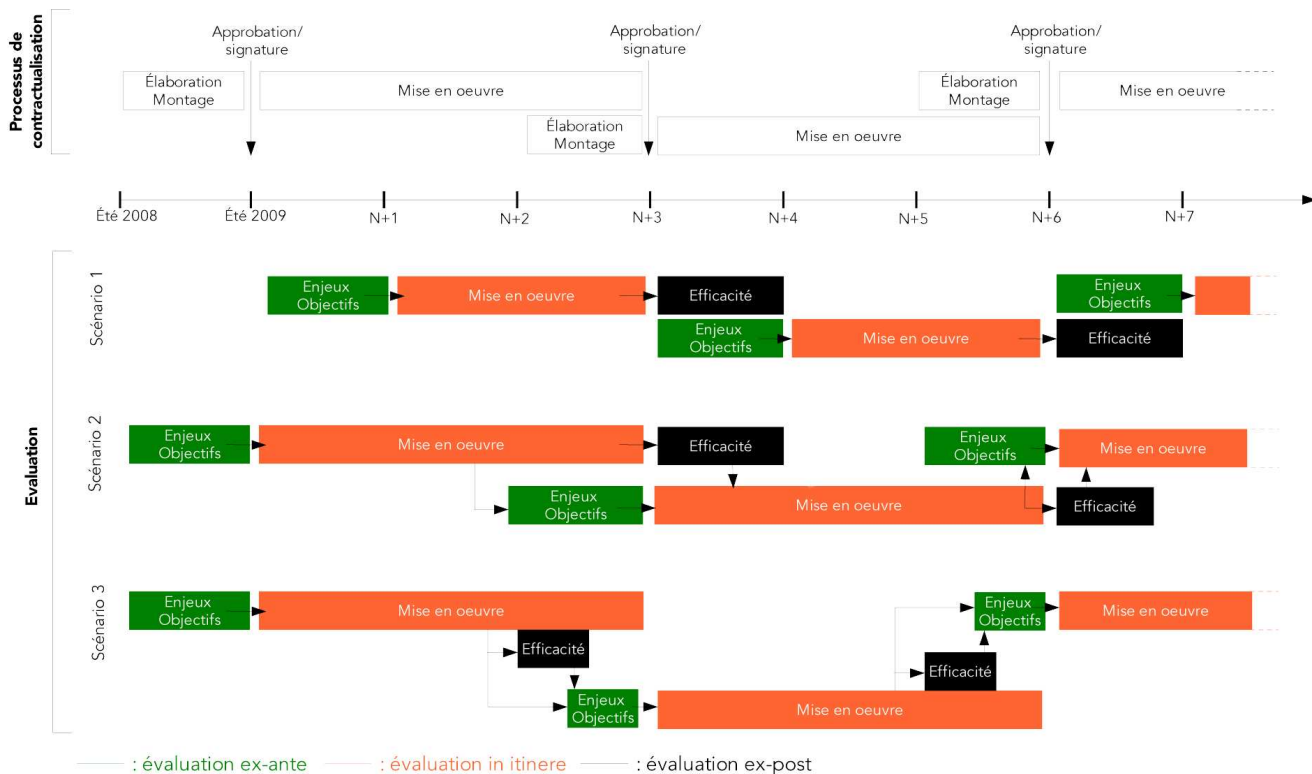 Processus de
contractualisation
Approbation/
signature
Approbation/
signature
Approbation/
signature
Élaboration
Montage
Mise en oeuvre
Élaboration
Montage
Mise en oeuvre
Élaboration
Montage
Mise en oeuvre
Été 2008
Été 2009
N+1
N+2
N+3
N+4
N+5
N+6
N+7
Evaluation
Scénario 1
Enjeux
Objectifs
Mise en oeuvre
Efficacité
Enjeux
Objectifs
Enjeux
Objectifs
Mise en oeuvre
Efficacité
Scénario 2
Enjeux
Objectifs
Mise en oeuvre
Efficacité
Enjeux
Objectifs
Mise en oeuvre
Enjeux
Objectifs
Mise en oeuvre
Efficacité
Scénario 3
Enjeux
Objectifs
Mise en oeuvre
Enjeux
Objectifs
Mise en oeuvre
Efficacité
Efficacité
Enjeux
Objectifs
Mise en oeuvre
: évaluation ex-ante
: évaluation in itinere
: évaluation ex-post